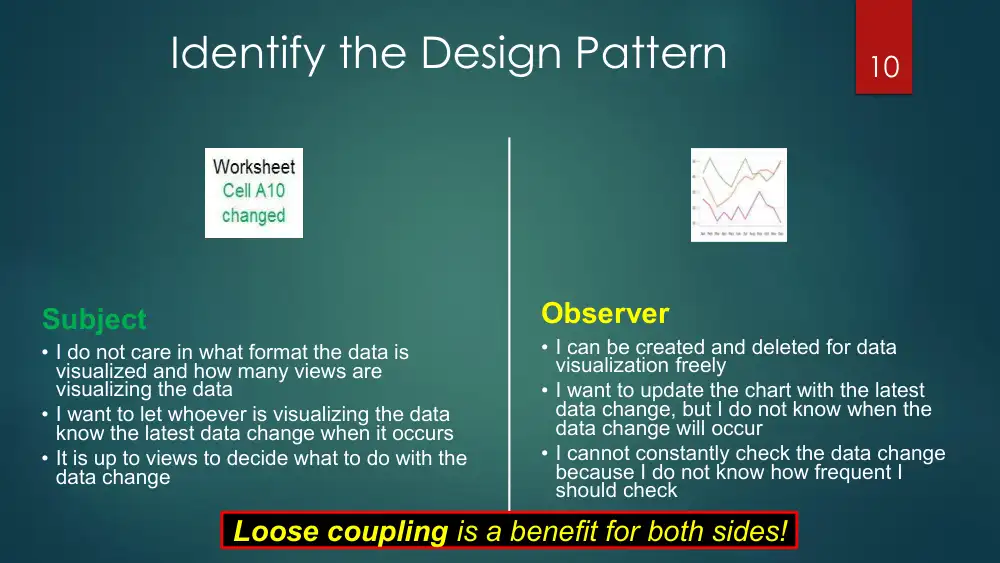 Identify the Design Pattern
10
Worksheet
Cell A10
changed
Subject
• I do not care in what format the data is
visualized and how many views are
visualizing the data
• I want to let whoever is visualizing the data
know the latest data change when it occurs
• It is up to views to decide what to do with the
data change
Observer
• I can be created and deleted for data
visualization freely
• I want to update the chart with the latest
data change, but I do not know when the
data change will occur
• I cannot constantly check the data change
because I do not know how frequent I
should check
Loose coupling is a benefit for both sides!